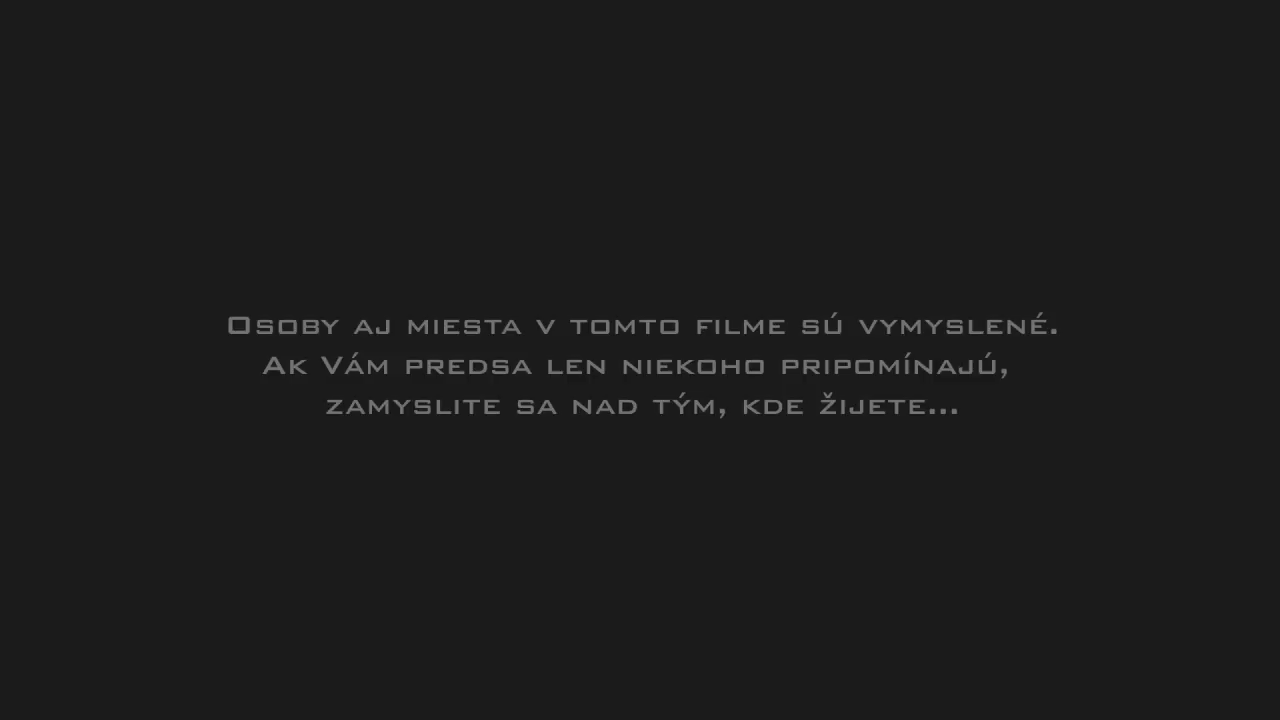 Osoby aj miesta v tomto filme sú vymyslené.
Ak Vám predsa len niekoho pripomínajú,
zamyslite sa nad tým, kde žijete...